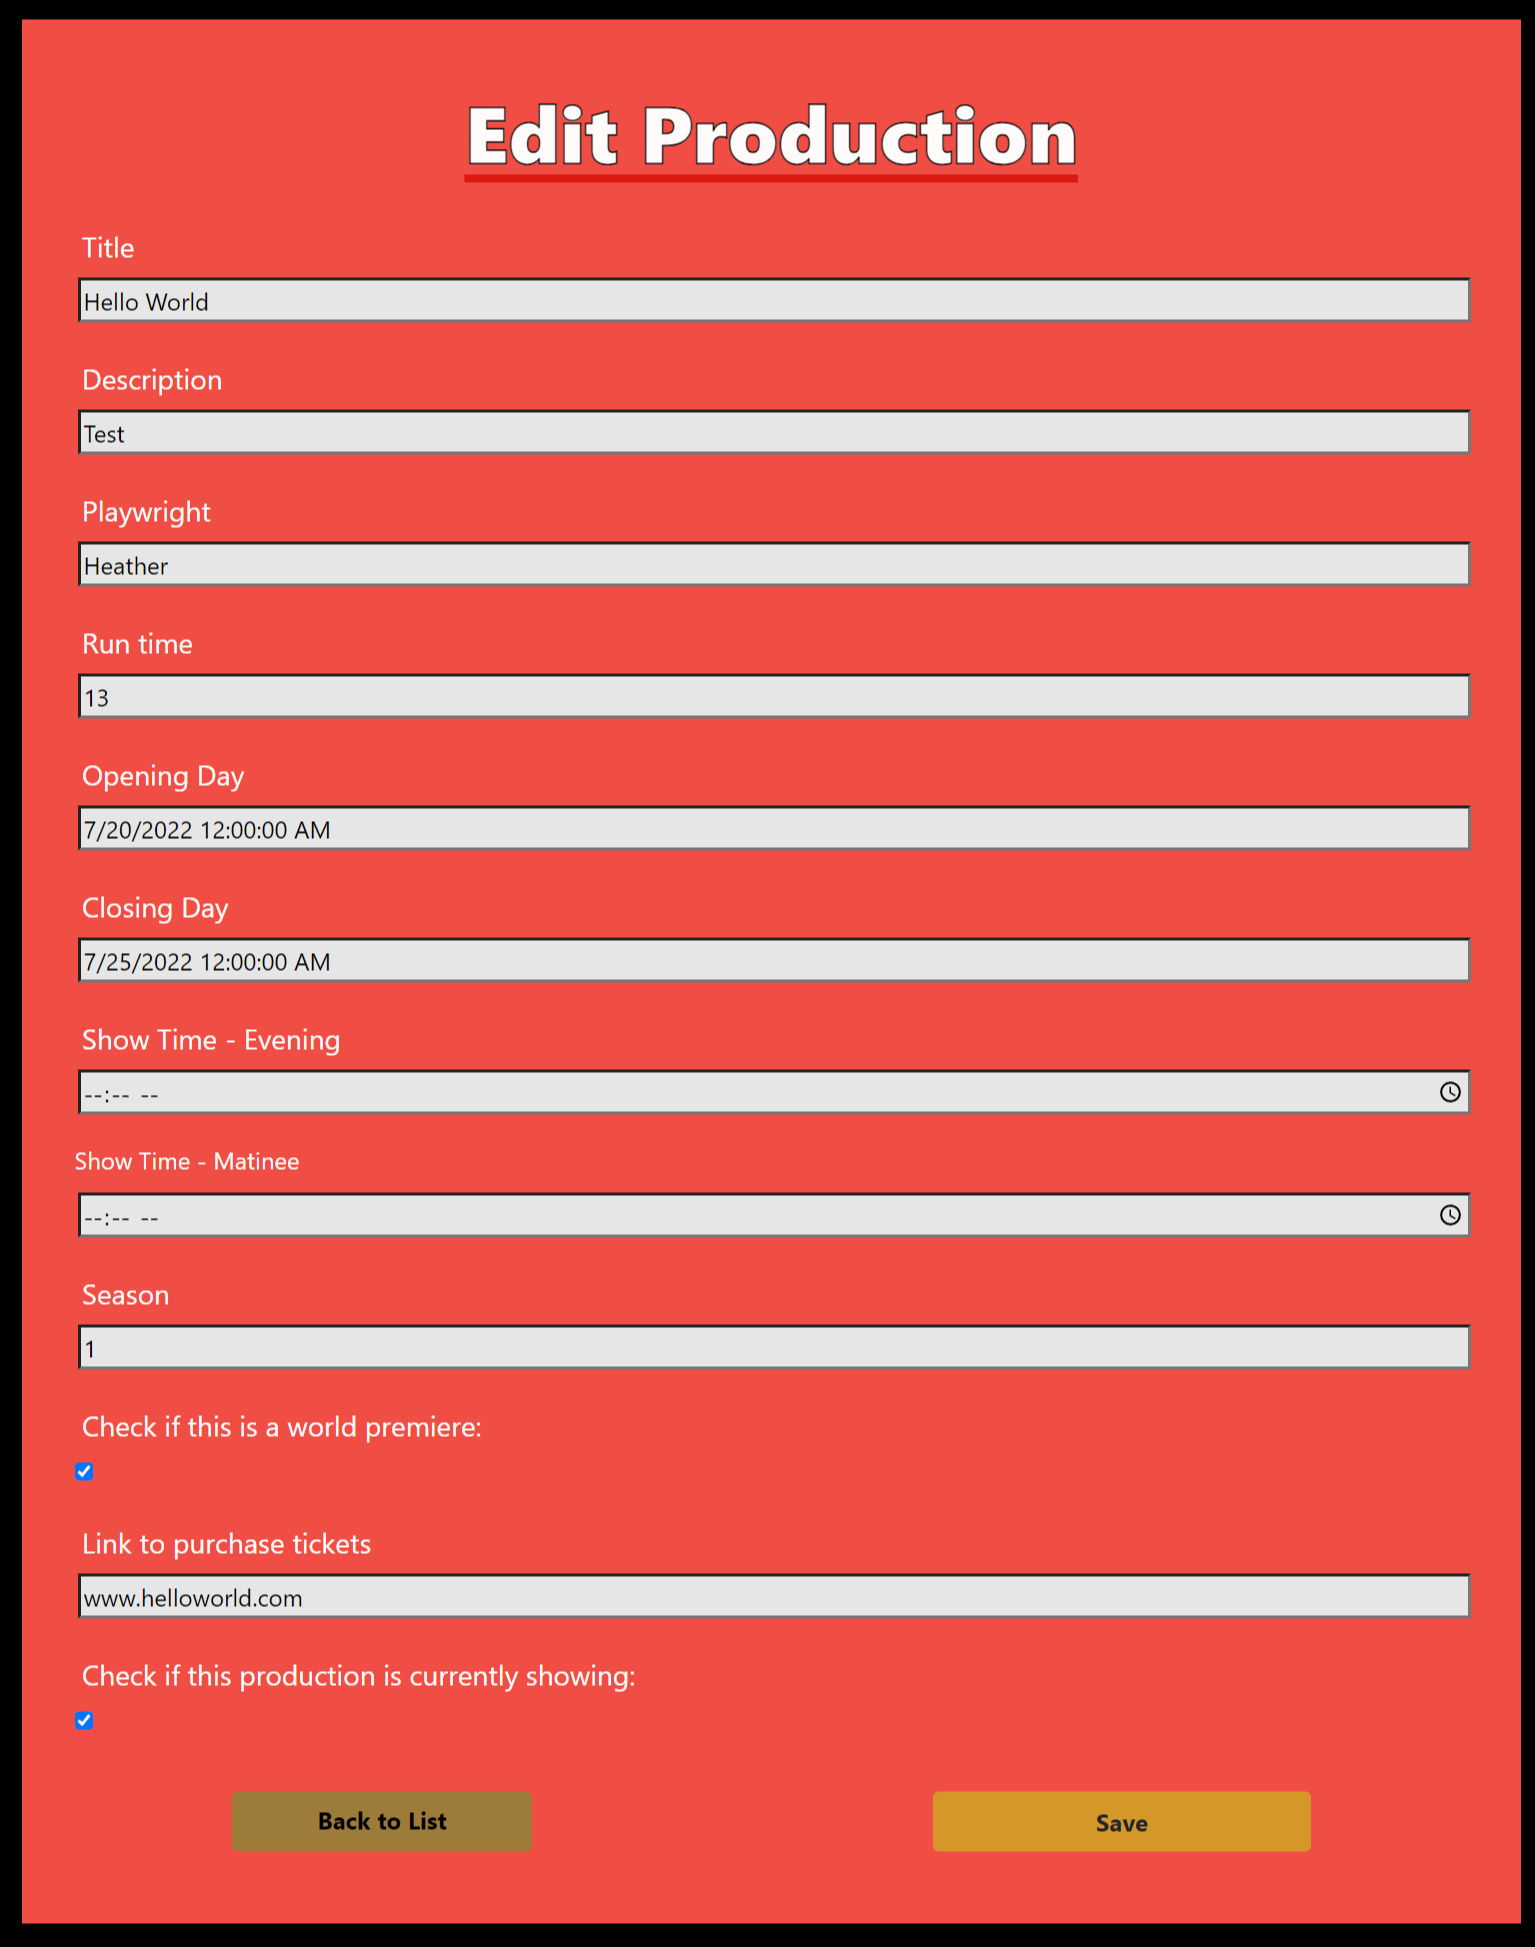 Edit Production
Title
Hello World
Description
Test
Playwright
Heather
Run time
13
Opening Day
7/20/2022 12:00:00 AM
Closing Day
7/25/2022 12:00:00 AM
Show Time - Evening
--:-- --
Show Time - Matinee
--:-- --
Season
1
Check if this is a world premiere:
Link to purchase tickets
www.helloworld.com
Check if this production is currently showing:
Back to List
Save